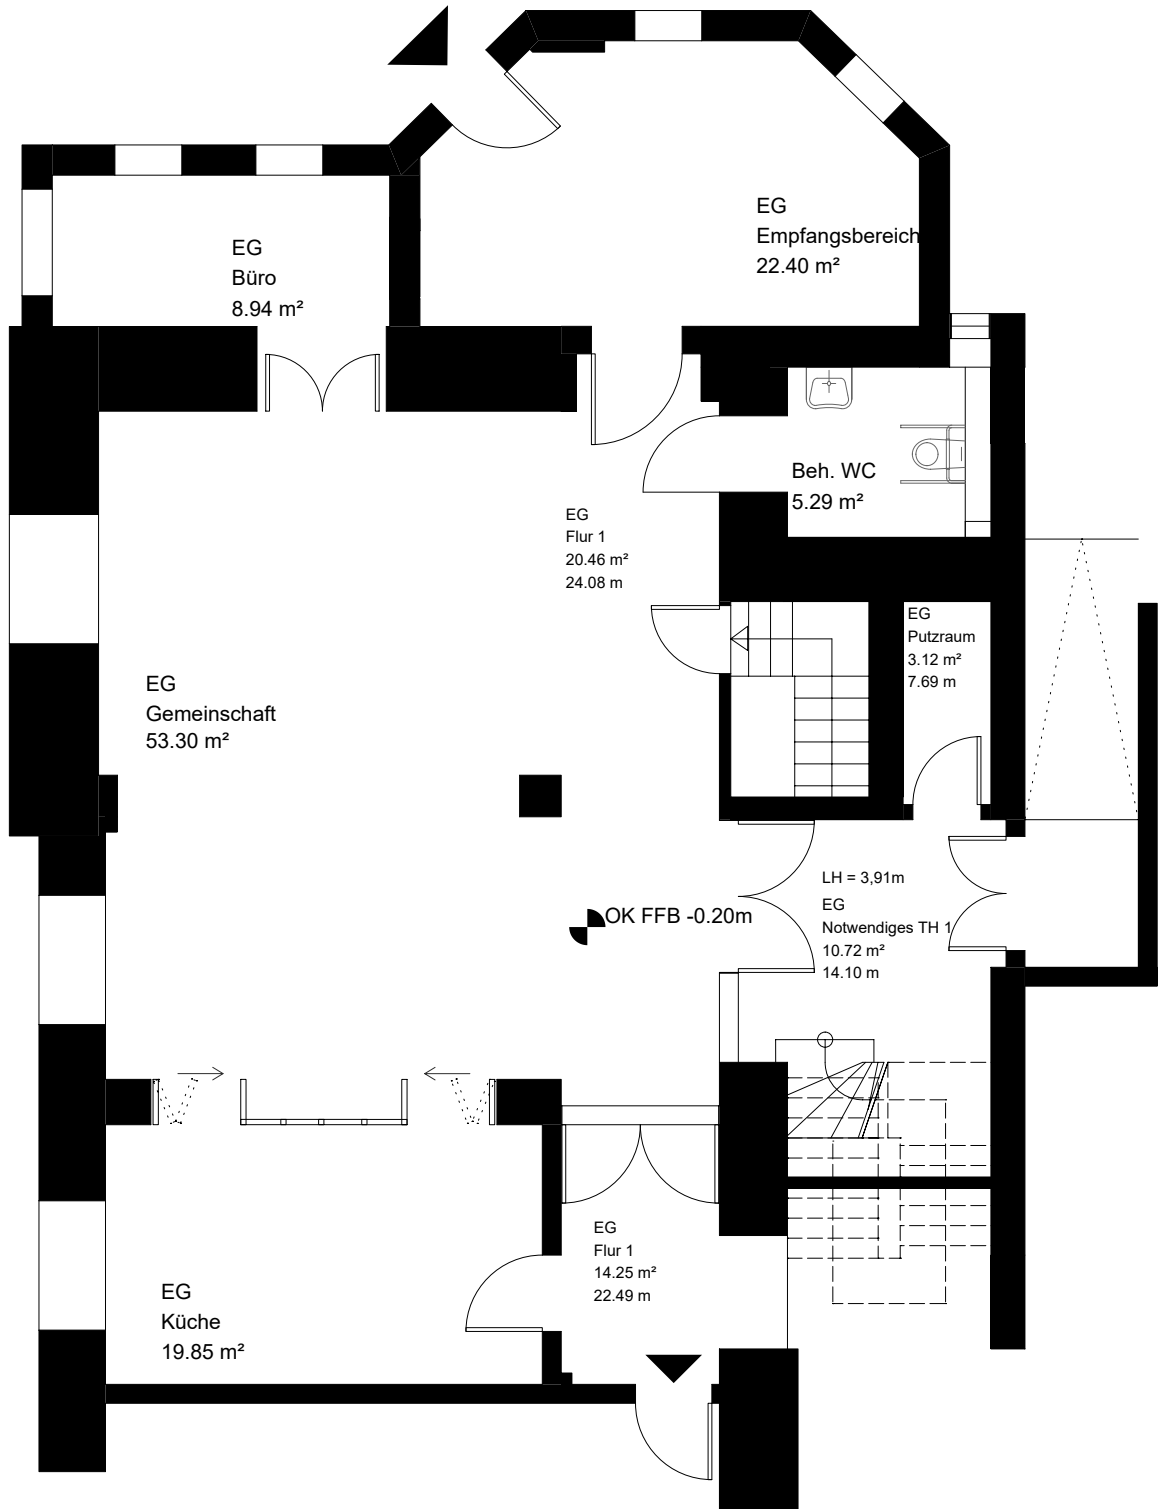 EG
Empfangsbereich
22.40 m²
EG
Büro
8.94 m²
Beh. WC
5.29 m²
EG
Flur 1
20.46 m²
24.08 m
EG
Putzraum
3.12 m²
7.69 m
EG
Gemeinschaft
53.30 m²
LH = 3,91m
EG
Notwendiges TH 1
10.72 m²
14.10 m
OK FFB -0.20m
EG
Flur 1
14.25 m²
22.49 m
EG
Küche
19.85 m²